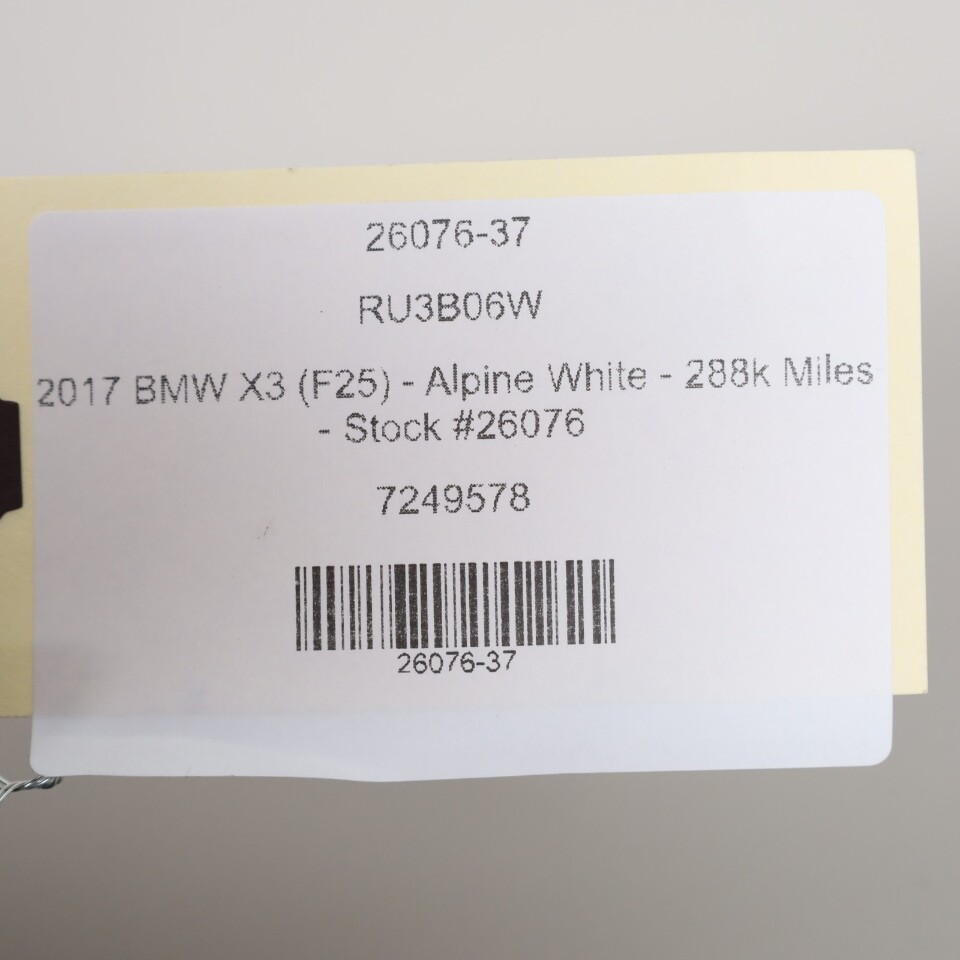 26076-37
RU3B06W
2017 BMW X3 (F25) - Alpine White - 288k Miles
- Stock #26076
7249578
26076-37